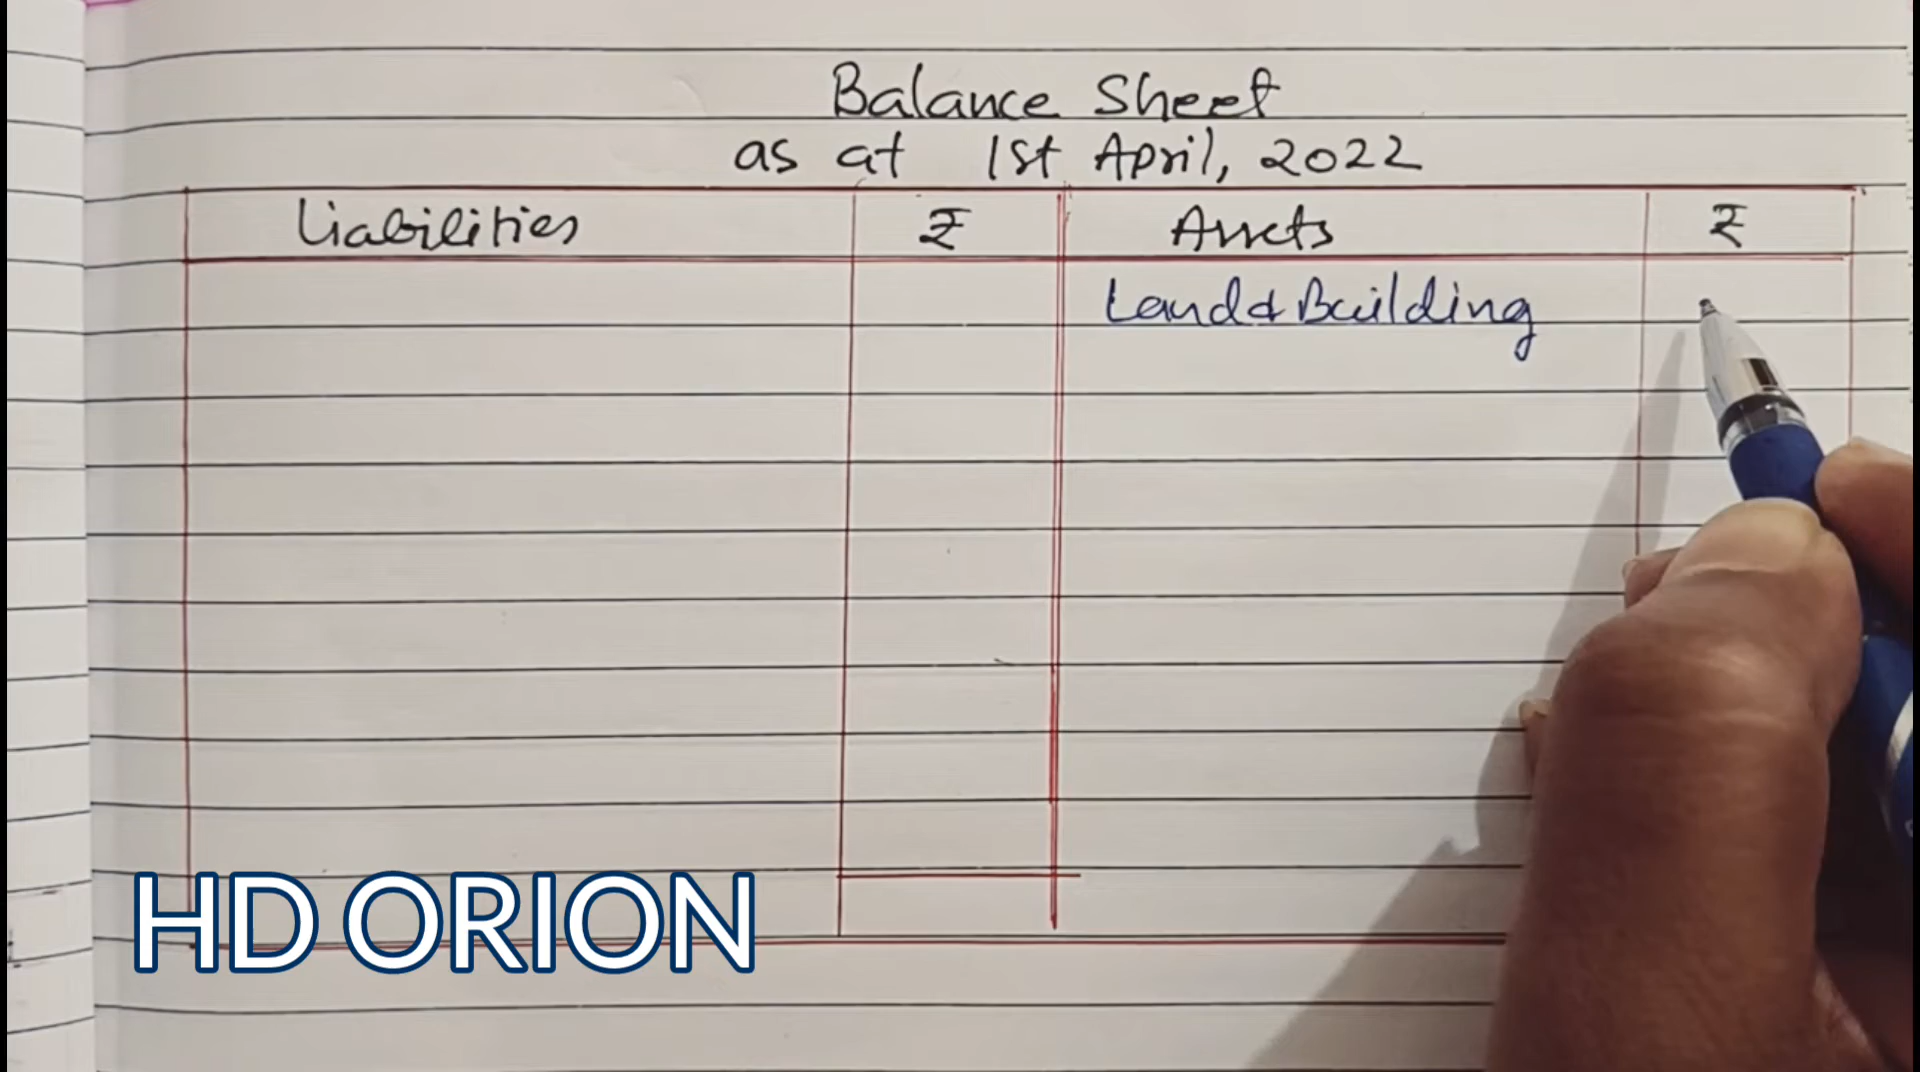 Balance Sheet
as at 1st April, 2022
Liabilities ₹ Assets ₹
Land & Building
HD ORION